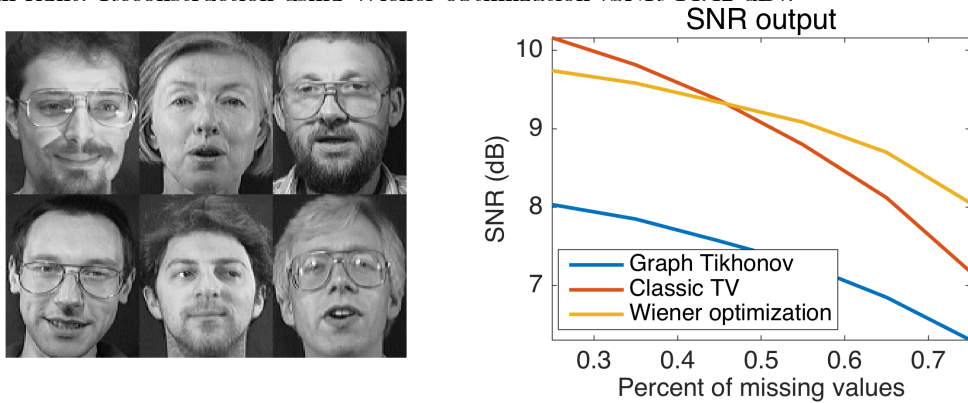 SNR output
10
9
8
7
SNR (dB)
Graph Tikhonov
Classic TV
Wiener optimization
0.3 0.4 0.5 0.6 0.7
Percent of missing values